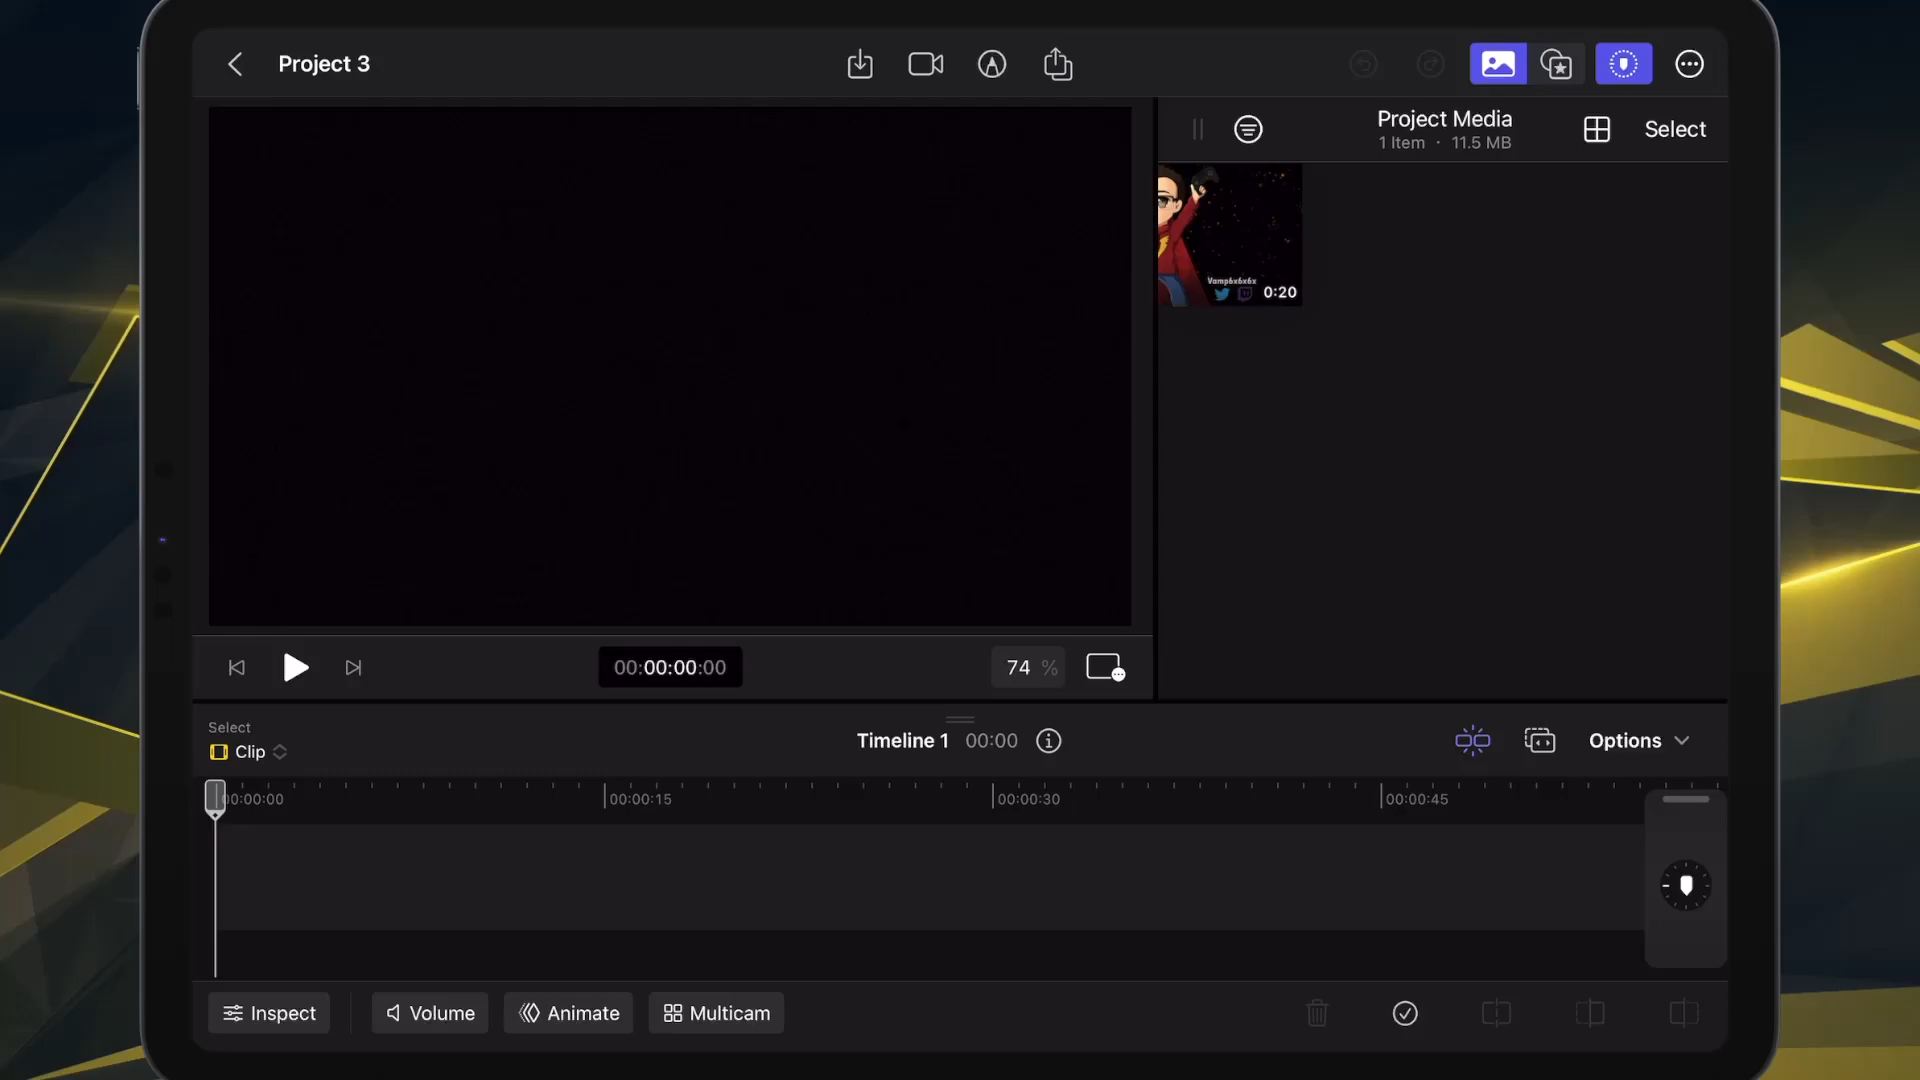 Project 3
Project Media
1 Item · 11.5 MB
Select
Vamp6x6x6x
0:20
00:00:00:00
74 %
Select
Clip
Timeline 1 00:00
Options
00:00:00
00:00:15
00:00:30
00:00:45
Inspect
Volume
Animate
Multicam